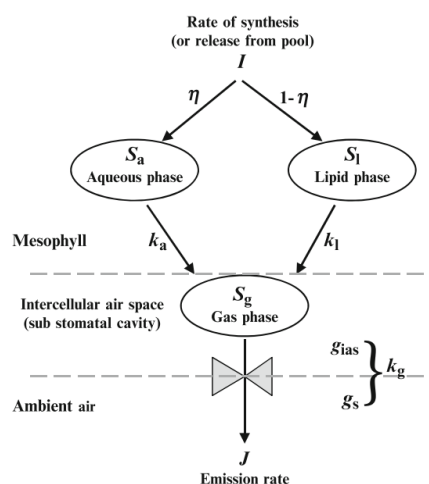 Rate of synthesis
(or release from pool)
I
η
1- η
Sa
Aqueous phase
Sl
Lipid phase
Mesophyll
ka
kl
Intercellular air space
(sub stomatal cavity)
Sg
Gas phase
gias
kg
gs
Ambient air
J
Emission rate